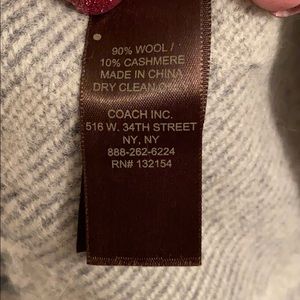 90% WOOL /
10% CASHMERE
MADE IN CHINA
DRY CLEAN ONLY
COACH INC.
516 W. 34TH STREET
NY, NY
888-262-6224
RN# 132154